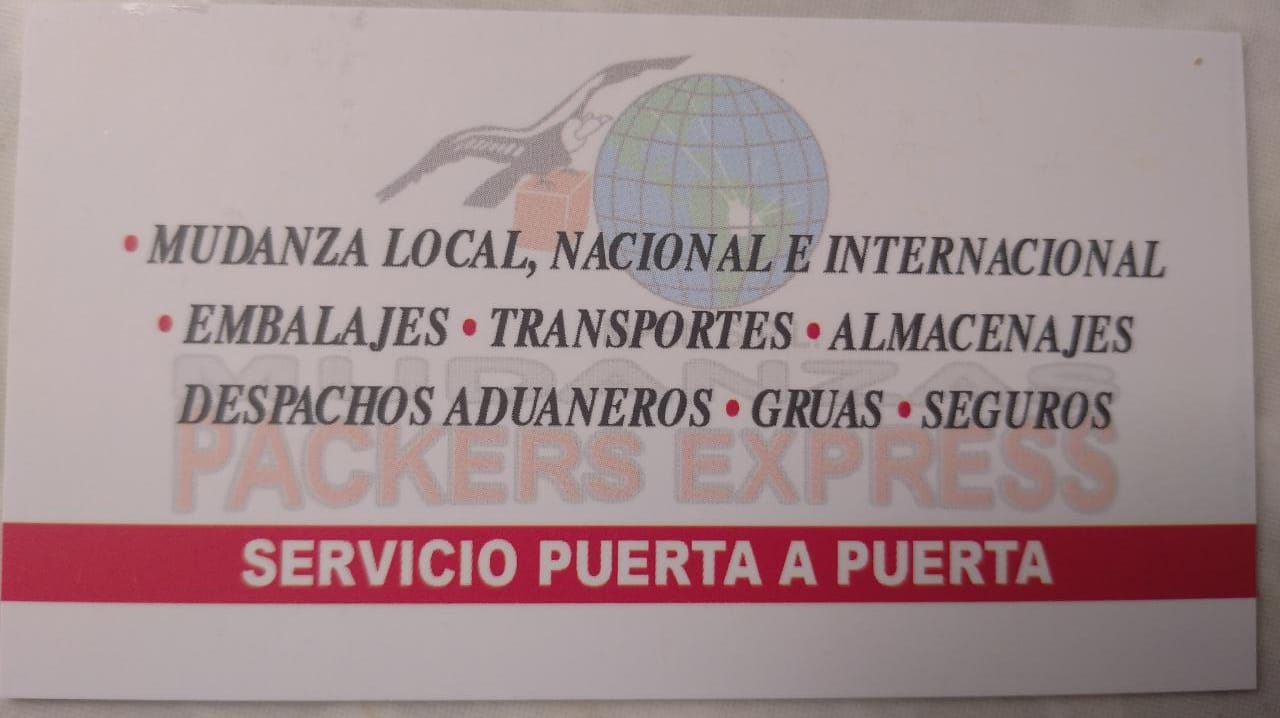 • MUDANZA LOCAL, NACIONAL E INTERNACIONAL
• EMBALAJES • TRANSPORTES • ALMACENAJES
MUDANZAS
DESPACHOS ADUANEROS • GRUAS • SEGUROS
PACKERS EXPRESS
SERVICIO PUERTA A PUERTA